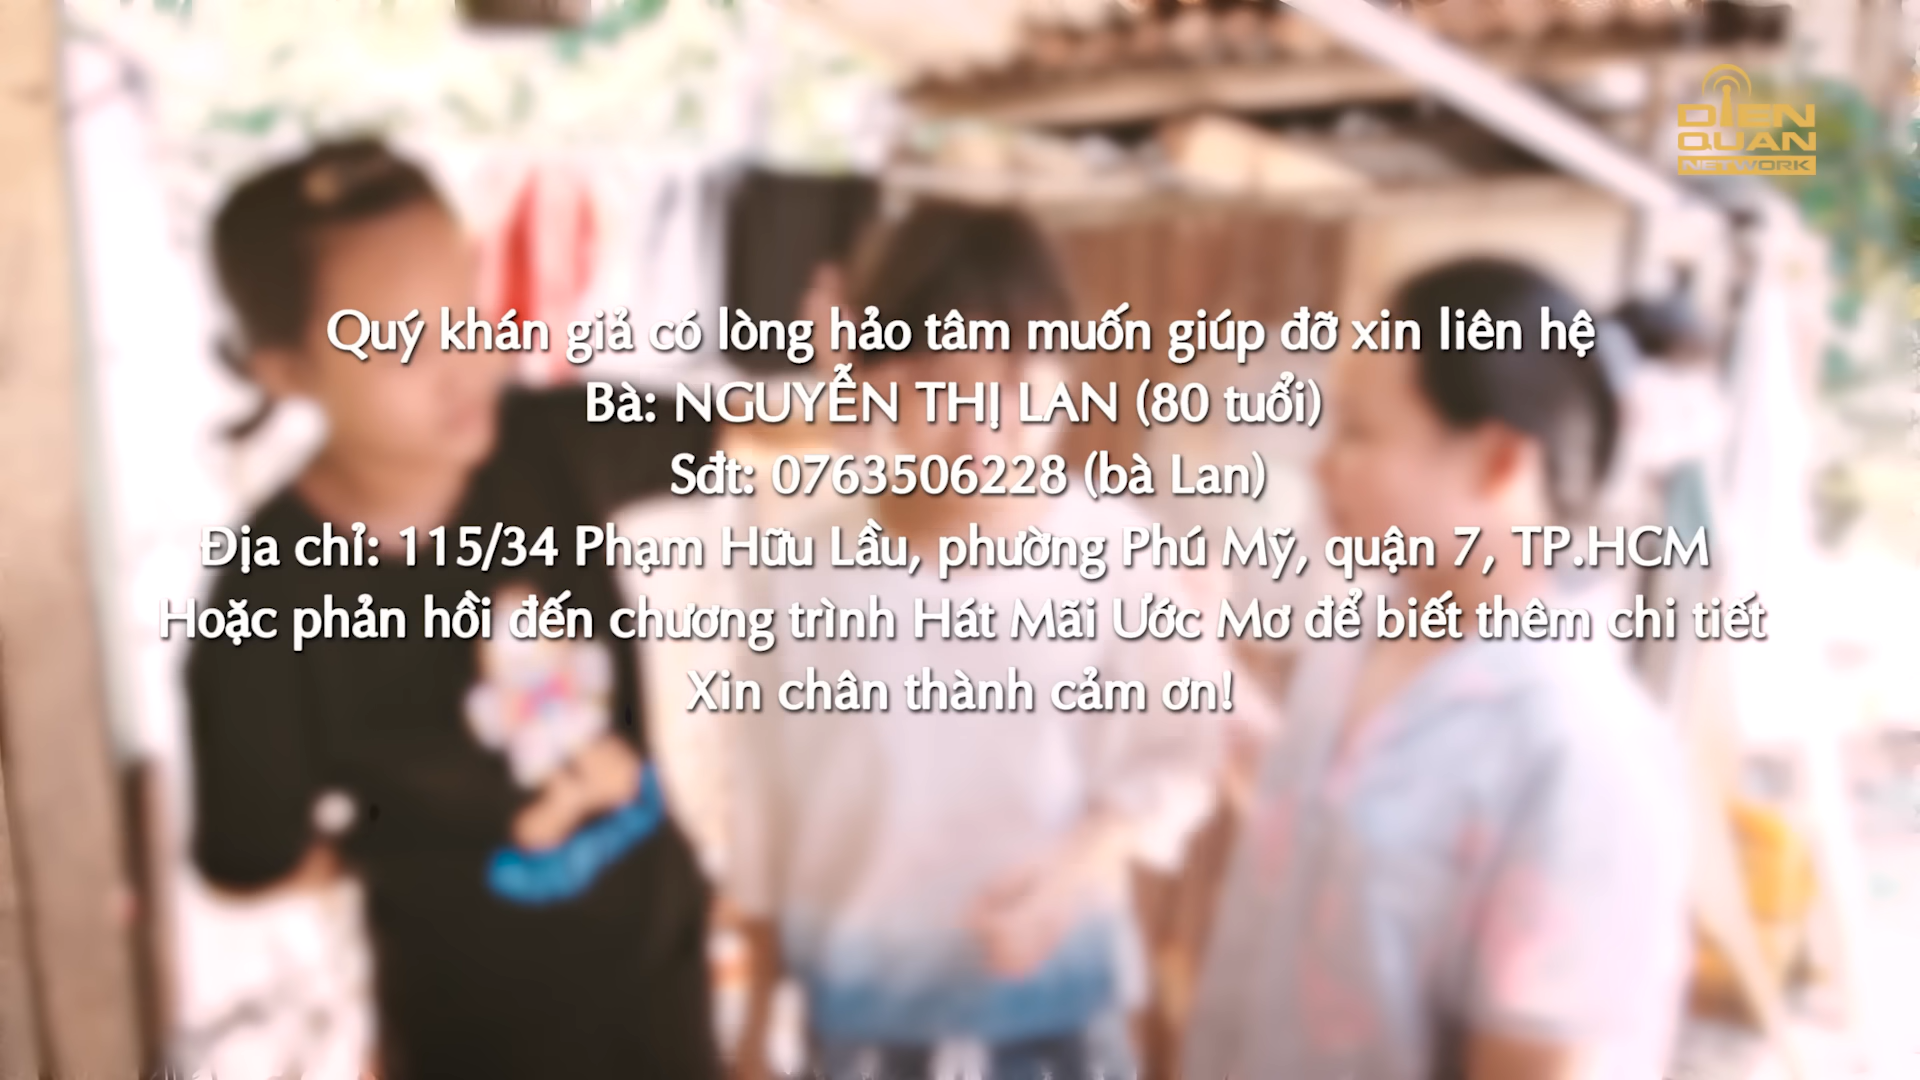 ĐIỀN
QUÂN
NETWORK
Quý khán giả có lòng hảo tâm muốn giúp đỡ xin liên hệ
Bà: NGUYỄN THỊ LAN (80 tuổi)
Sđt: 0763506228 (bà Lan)
Địa chỉ: 115/34 Phạm Hữu Lầu, phường Phú Mỹ, quận 7, TP.HCM
Hoặc phản hồi đến chương trình Hát Mãi Ước Mơ để biết thêm chi tiết
Xin chân thành cảm ơn!